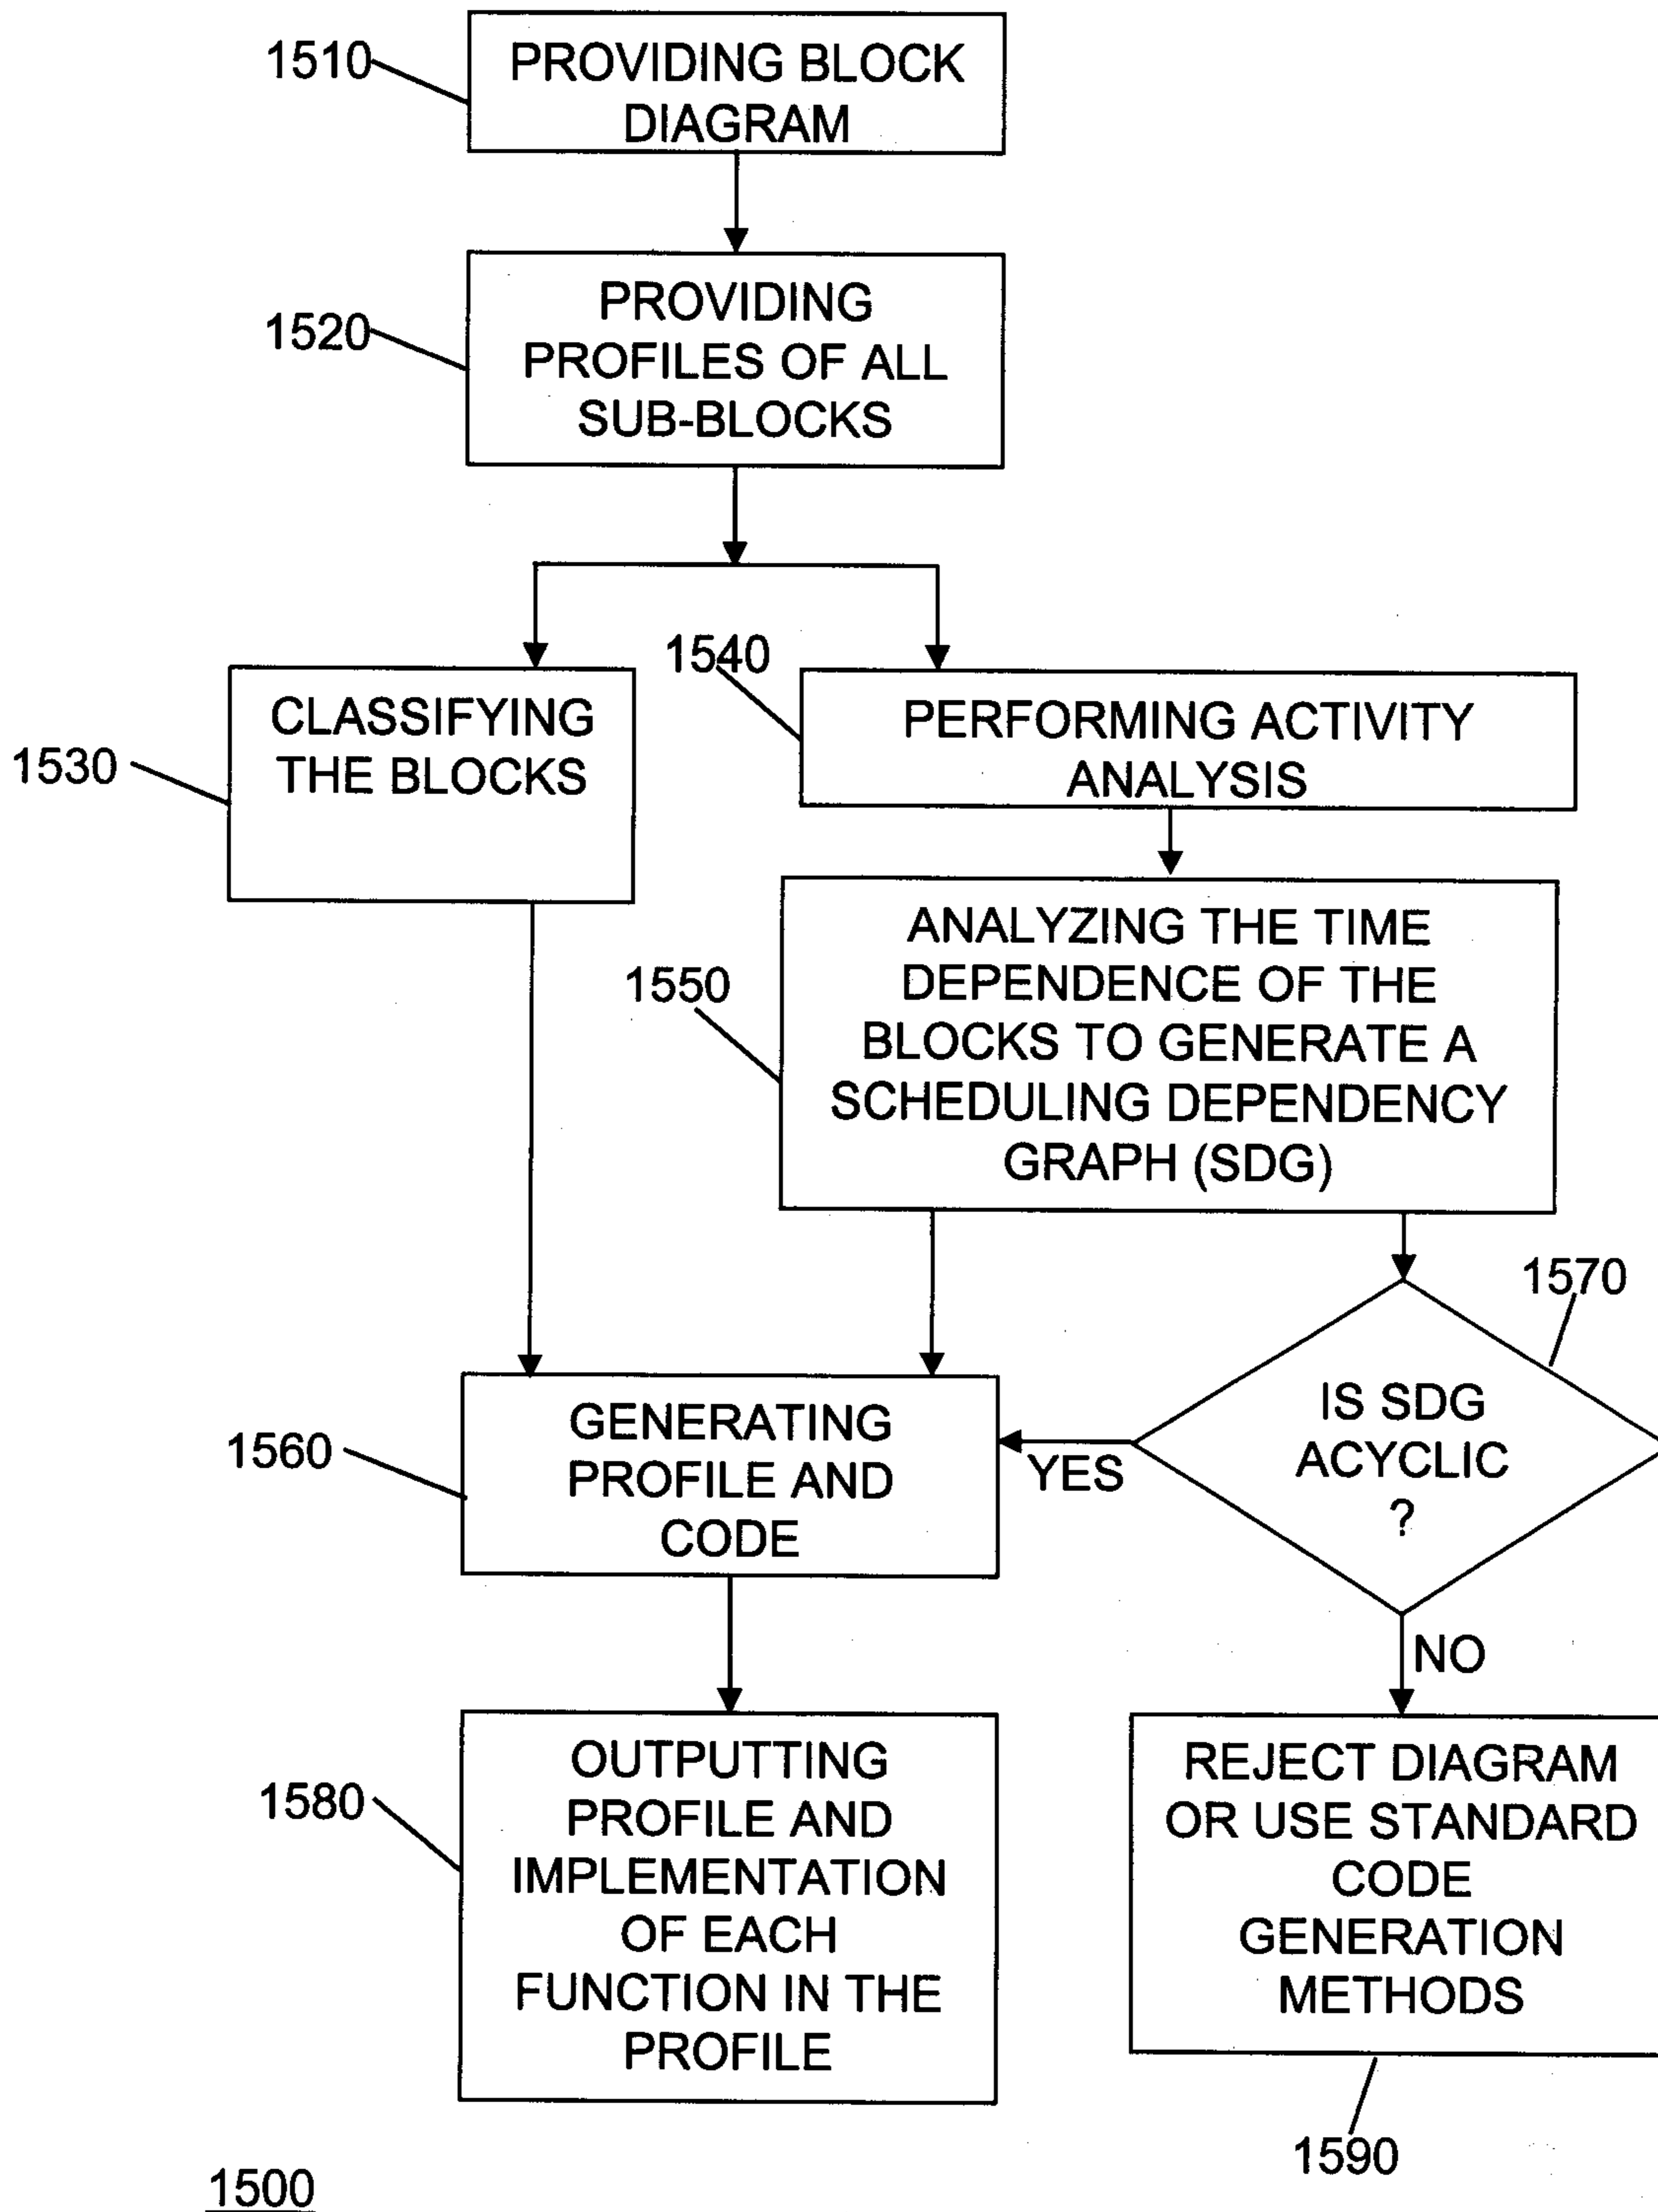 1510
PROVIDING BLOCK
DIAGRAM
1520
PROVIDING
PROFILES OF ALL
SUB-BLOCKS
1530
CLASSIFYING
THE BLOCKS
1540
PERFORMING ACTIVITY
ANALYSIS
1550
ANALYZING THE TIME
DEPENDENCE OF THE
BLOCKS TO GENERATE A
SCHEDULING DEPENDENCY
GRAPH (SDG)
1560
GENERATING
PROFILE AND
CODE
YES
1570
IS SDG
ACYCLIC
?
NO
1580
OUTPUTTING
PROFILE AND
IMPLEMENTATION
OF EACH
FUNCTION IN THE
PROFILE
REJECT DIAGRAM
OR USE STANDARD
CODE
GENERATION
METHODS
1590
1500